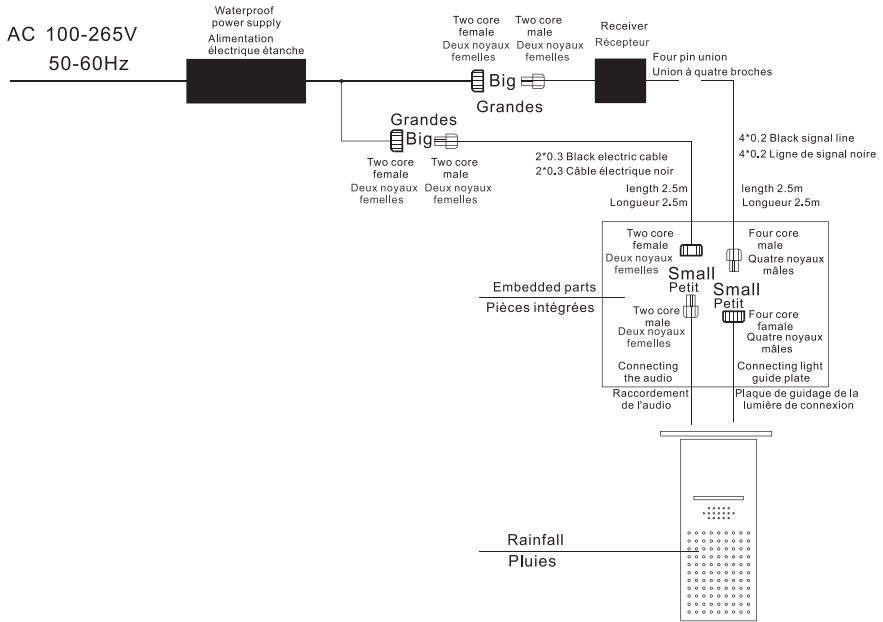 AC 100-265V
50-60Hz
Waterproof
power supply
Alimentation
électrique étanche
Two core
female
Deux noyaux
femelles
Two core
male
Deux noyaux
femelles
Big
Grandes
Receiver
Récepteur
Four pin union
Union à quatre broches
Grandes
Big
Two core
female
Deux noyaux
femelles
Two core
male
Deux noyaux
femelles
2*0.3 Black electric cable
2*0.3 Câble électrique noir
length 2.5m
Longueur 2.5m
4*0.2 Black signal line
4*0.2 Ligne de signal noire
length 2.5m
Longueur 2.5m
Two core
female
Deux noyaux
femelles
Small
Petit
Two core
male
Deux noyaux
femelles
Four core
male
Quatre noyaux
mâles
Small
Petit
Four core
famale
Quatre noyaux
mâles
Embedded parts
Pièces intégrées
Connecting
the audio
Raccordement
de l'audio
Connecting light
guide plate
Plaque de guidage de la
lumière de connexion
Rainfall
Pluies